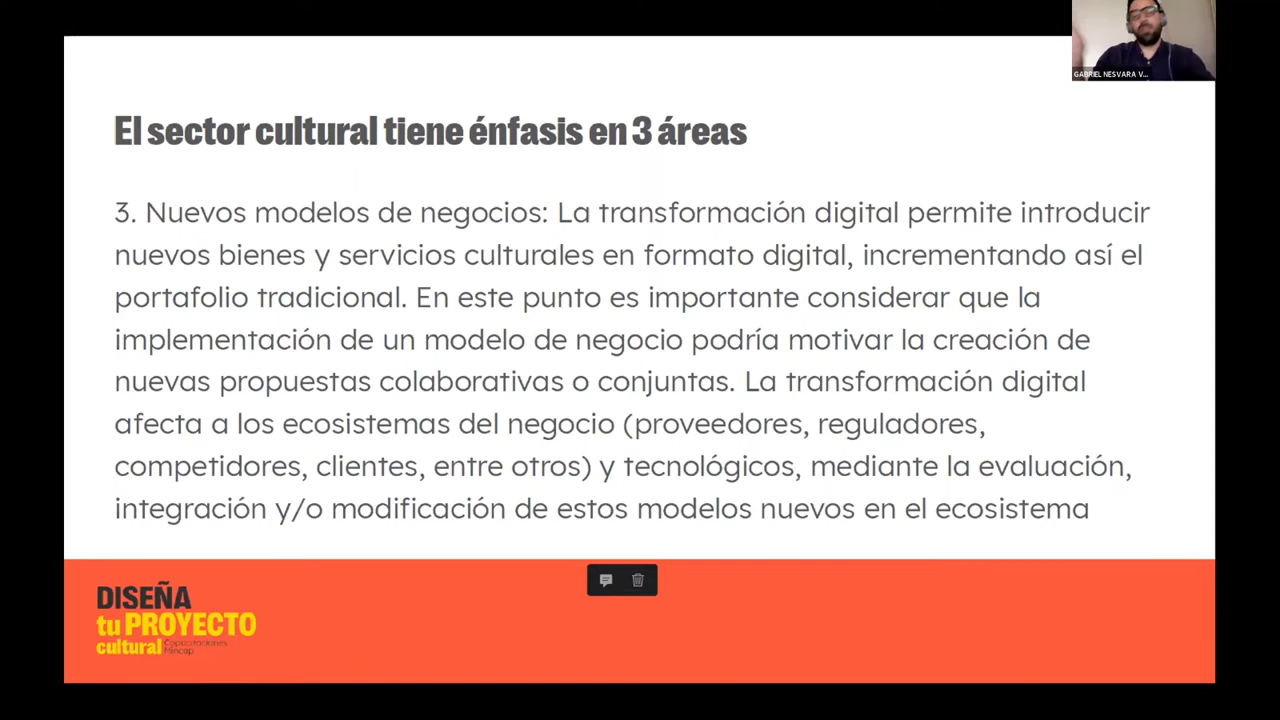 GABRIEL NESVARA V...
El sector cultural tiene énfasis en 3 áreas
3. Nuevos modelos de negocios: La transformación digital permite introducir
nuevos bienes y servicios culturales en formato digital, incrementando así el
portafolio tradicional. En este punto es importante considerar que la
implementación de un modelo de negocio podría motivar la creación de
nuevas propuestas colaborativas o conjuntas. La transformación digital
afecta a los ecosistemas del negocio (proveedores, reguladores,
competidores, clientes, entre otros) y tecnológicos, mediante la evaluación,
integración y/o modificación de estos modelos nuevos en el ecosistema
DISEÑA
tu PROYECTO
cultural Capacitaciones
Mincap